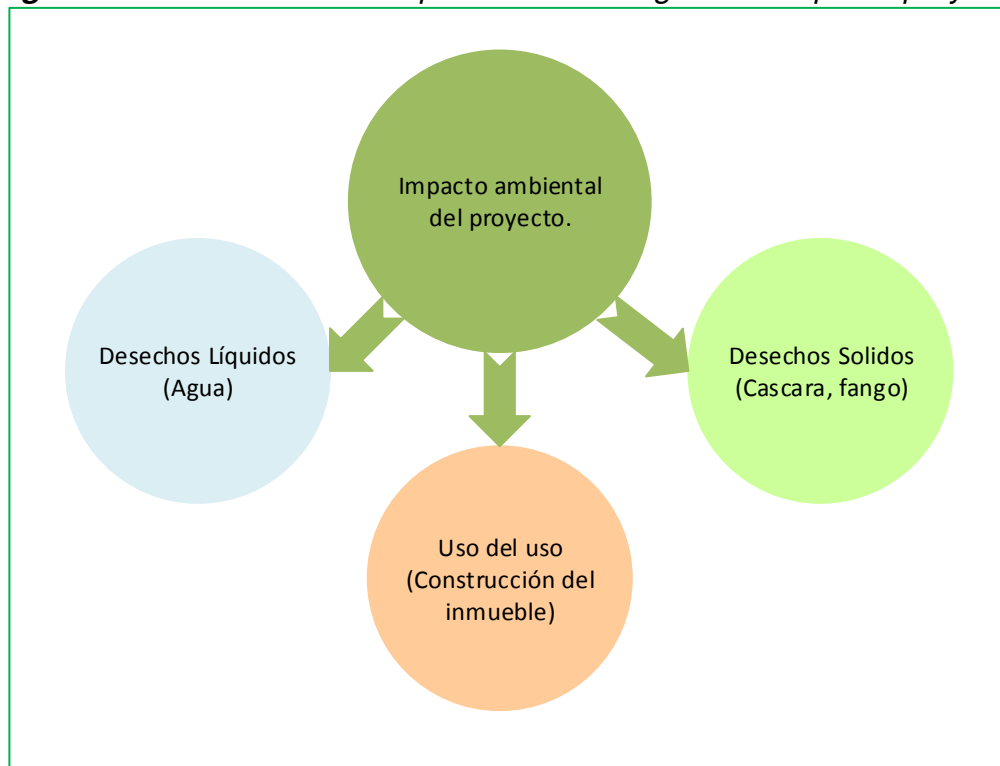 Impacto ambiental
del proyecto.
Desechos Líquidos
(Agua)
Desechos Solidos
(Cascara, fango)
Uso del uso
(Construcción del
inmueble)